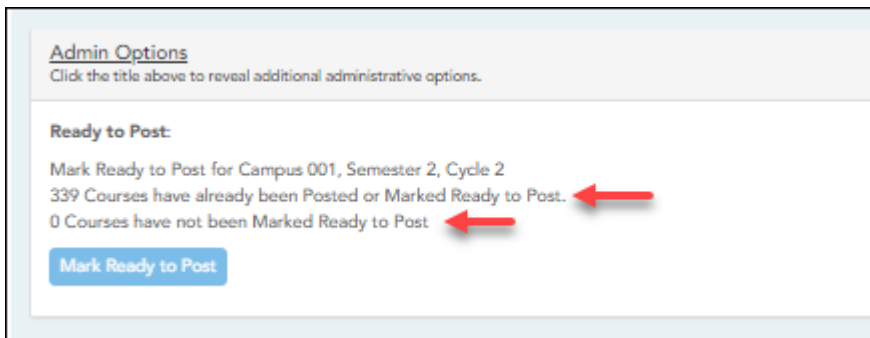 Admin Options
Click the title above to reveal additional administrative options.
Ready to Post:
Mark Ready to Post for Campus 001, Semester 2, Cycle 2
339 Courses have already been Posted or Marked Ready to Post.
0 Courses have not been Marked Ready to Post
Mark Ready to Post